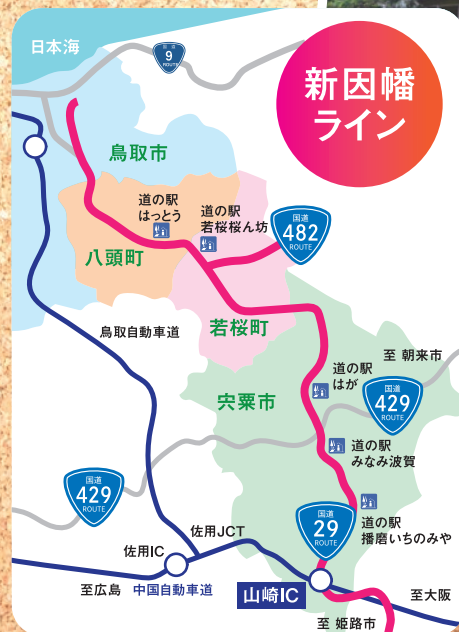 日本海
国道
9
ROUTE
新因幡
ライン
鳥取市
道の駅
はっとう
道の駅
若桜桜ん坊
国道
482
ROUTE
八頭町
鳥取自動車道
若桜町
至 朝来市
道の駅
はが
宍粟市
国道
429
ROUTE
道の駅
みなみ波賀
国道
429
ROUTE
国道
29
ROUTE
道の駅
播磨いちのみや
佐用JCT
佐用IC
至広島
中国自動車道
山崎IC
至大阪
至 姫路市